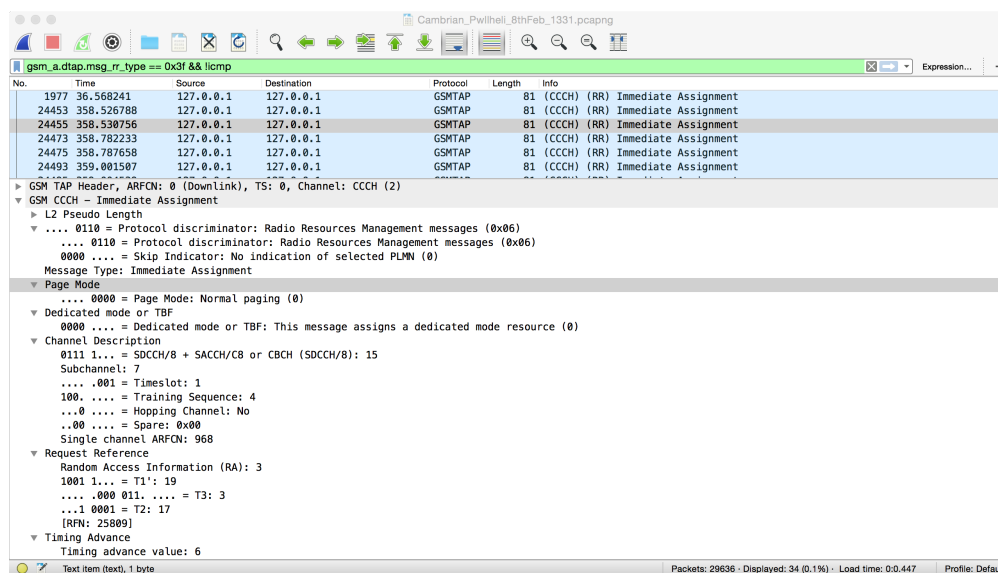 Cambrian_Pwllheli_8thFeb_1331.pcapng
gsm_a.dtap.msg_rr_type == 0x3f && !icmp Expression...
No. Time Source Destination Protocol Length Info
1977 36.568241 127.0.0.1 127.0.0.1 GSMTAP 81 (CCCH) (RR) Immediate Assignment
24453 358.526788 127.0.0.1 127.0.0.1 GSMTAP 81 (CCCH) (RR) Immediate Assignment
24455 358.530756 127.0.0.1 127.0.0.1 GSMTAP 81 (CCCH) (RR) Immediate Assignment
24473 358.782233 127.0.0.1 127.0.0.1 GSMTAP 81 (CCCH) (RR) Immediate Assignment
24475 358.787658 127.0.0.1 127.0.0.1 GSMTAP 81 (CCCH) (RR) Immediate Assignment
24493 359.001507 127.0.0.1 127.0.0.1 GSMTAP 81 (CCCH) (RR) Immediate Assignment
GSM TAP Header, ARFCN: 0 (Downlink), TS: 0, Channel: CCCH (2)
GSM CCCH - Immediate Assignment
L2 Pseudo Length
.... 0110 = Protocol discriminator: Radio Resources Management messages (0x06)
.... 0110 = Protocol discriminator: Radio Resources Management messages (0x06)
0000 .... = Skip Indicator: No indication of selected PLMN (0)
Message Type: Immediate Assignment
Page Mode
.... 0000 = Page Mode: Normal paging (0)
Dedicated mode or TBF
0000 .... = Dedicated mode or TBF: This message assigns a dedicated mode resource (0)
Channel Description
0111 1... = SDCCH/8 + SACCH/C8 or CBCH (SDCCH/8): 15
Subchannel: 7
.... .001 = Timeslot: 1
100. .... = Training Sequence: 4
...0 .... = Hopping Channel: No
..00 .... = Spare: 0x00
Single channel ARFCN: 968
Request Reference
Random Access Information (RA): 3
1001 1... = T1': 19
.... .000 011. .... = T3: 3
...1 0001 = T2: 17
[RFN: 25809]
Timing Advance
Timing advance value: 6
Text item (text), 1 byte Packets: 29636 · Displayed: 34 (0.1%) · Load time: 0:0.447 Profile: Defau